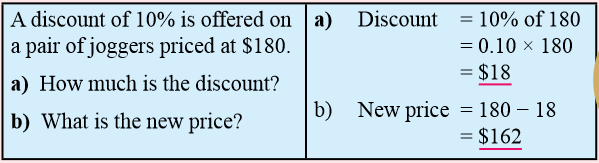 A discount of 10% is offered on
a pair of joggers priced at $180.
a) How much is the discount?
b) What is the new price?
a) Discount = 10% of 180
= 0.10 × 180
= $18
b) New price = 180 − 18
= $162